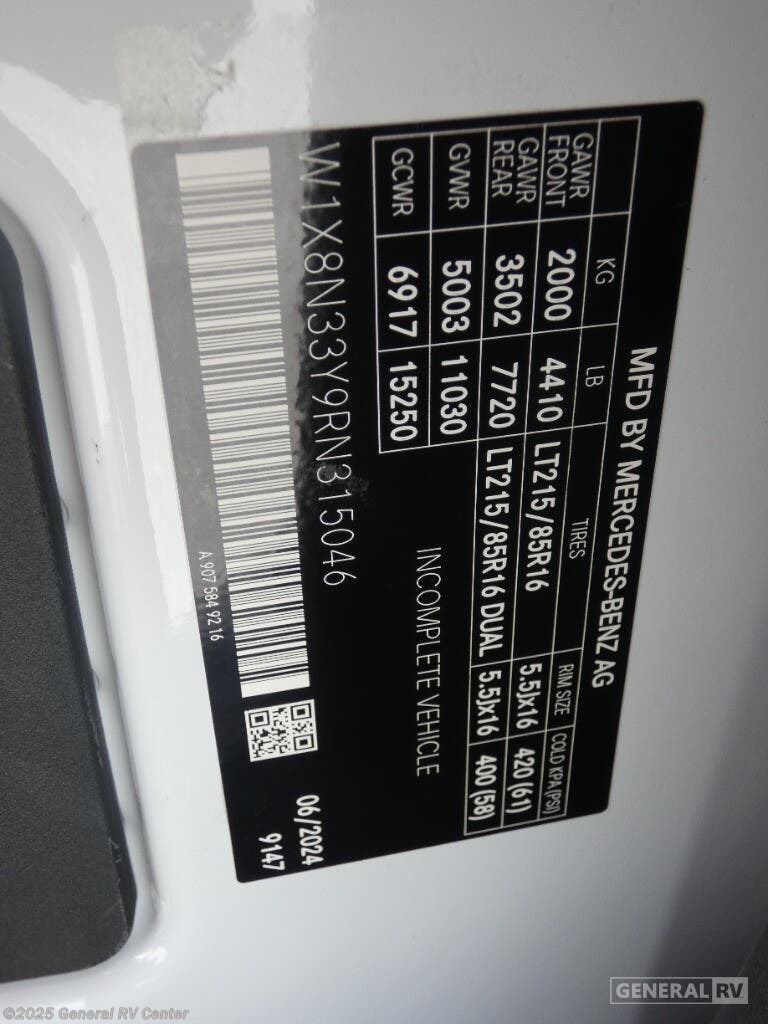 MFD BY MERCEDES-BENZ AG
KG LB TIRES RIM SIZE COLD KPA (PSI)
GAWR FRONT 2000 4410 LT215/85R16 5.5Jx16 420 (61)
GAWR REAR 3502 7720 LT215/85R16 DUAL 5.5Jx16 400 (58)
GVWR 5003 11030
GCWR 6917 15250
INCOMPLETE VEHICLE
W1X8N33Y9RN315046
06/2024
9147
A 907 584 92 16
©2025 General RV Center
GENERAL RV